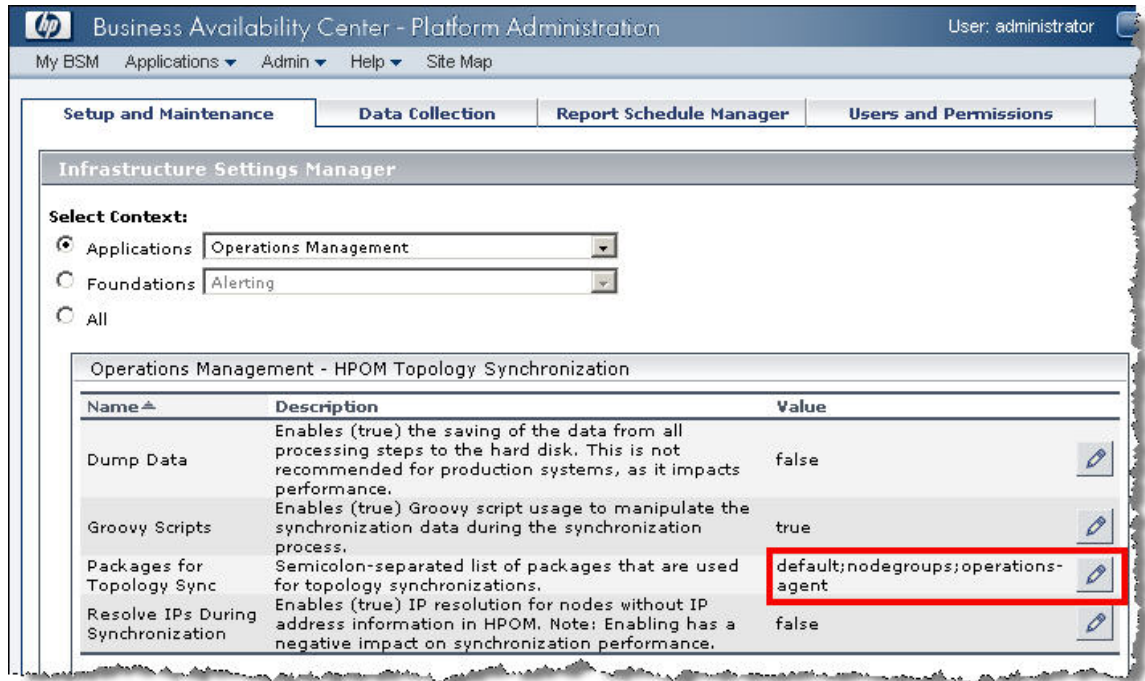 hp Business Availability Center - Platform Administration User: administrator
My BSM Applications Admin Help Site Map
Setup and Maintenance Data Collection Report Schedule Manager Users and Permissions
Infrastructure Settings Manager
Select Context:
Applications Operations Management
Foundations Alerting
All
Operations Management - HPOM Topology Synchronization
Name Description Value
Dump Data
Enables (true) the saving of the data from all
processing steps to the hard disk. This is not
recommended for production systems, as it impacts
performance.
false
Groovy Scripts
Enables (true) Groovy script usage to manipulate the
synchronization data during the synchronization
process.
true
Packages for
Topology Sync
Semicolon-separated list of packages that are used
for topology synchronizations.
default;nodegroups;operations-
agent
Resolve IPs During
Synchronization
Enables (true) IP resolution for nodes without IP
address information in HPOM. Note: Enabling has a
negative impact on synchronization performance.
false